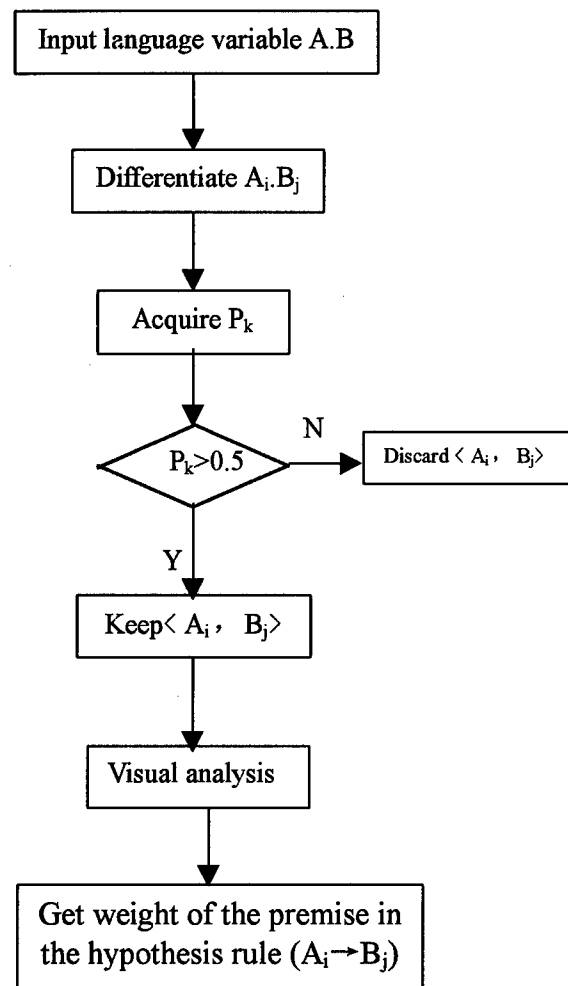 Input language variable A.B
Differentiate Aᵢ.Bⱼ
Acquire Pₖ
Pₖ>0.5
N
Discard < Aᵢ， Bⱼ>
Y
Keep< Aᵢ， Bⱼ>
Visual analysis
Get weight of the premise in
the hypothesis rule (Aᵢ→Bⱼ)